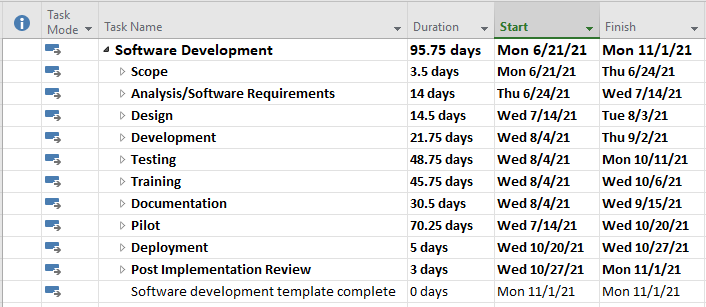 Task Mode Task Name Duration Start Finish
Software Development 95.75 days Mon 6/21/21 Mon 11/1/21
Scope 3.5 days Mon 6/21/21 Thu 6/24/21
Analysis/Software Requirements 14 days Thu 6/24/21 Wed 7/14/21
Design 14.5 days Wed 7/14/21 Tue 8/3/21
Development 21.75 days Wed 8/4/21 Thu 9/2/21
Testing 48.75 days Wed 8/4/21 Mon 10/11/21
Training 45.75 days Wed 8/4/21 Wed 10/6/21
Documentation 30.5 days Wed 8/4/21 Wed 9/15/21
Pilot 70.25 days Wed 7/14/21 Wed 10/20/21
Deployment 5 days Wed 10/20/21 Wed 10/27/21
Post Implementation Review 3 days Wed 10/27/21 Mon 11/1/21
Software development template complete 0 days Mon 11/1/21 Mon 11/1/21